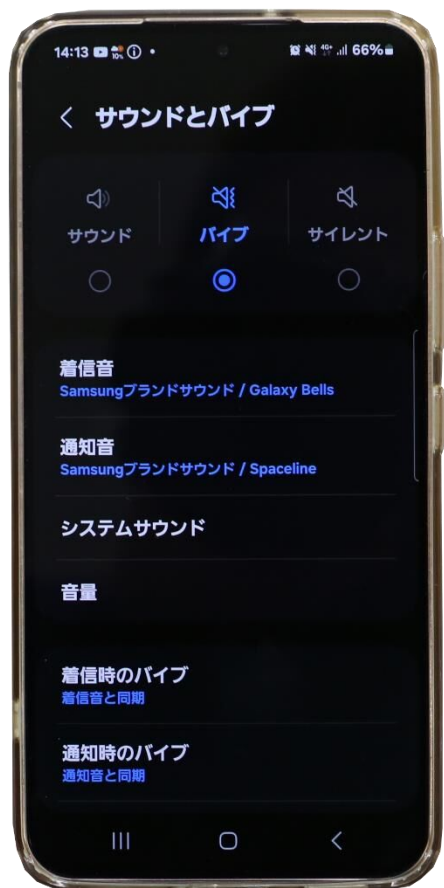 14:13 10% 4G+ 66%
サウンドとバイブ
サウンド バイブ サイレント
着信音
Samsungブランドサウンド / Galaxy Bells
通知音
Samsungブランドサウンド / Spaceline
システムサウンド
音量
着信時のバイブ
着信音と同期
通知時のバイブ
通知音と同期